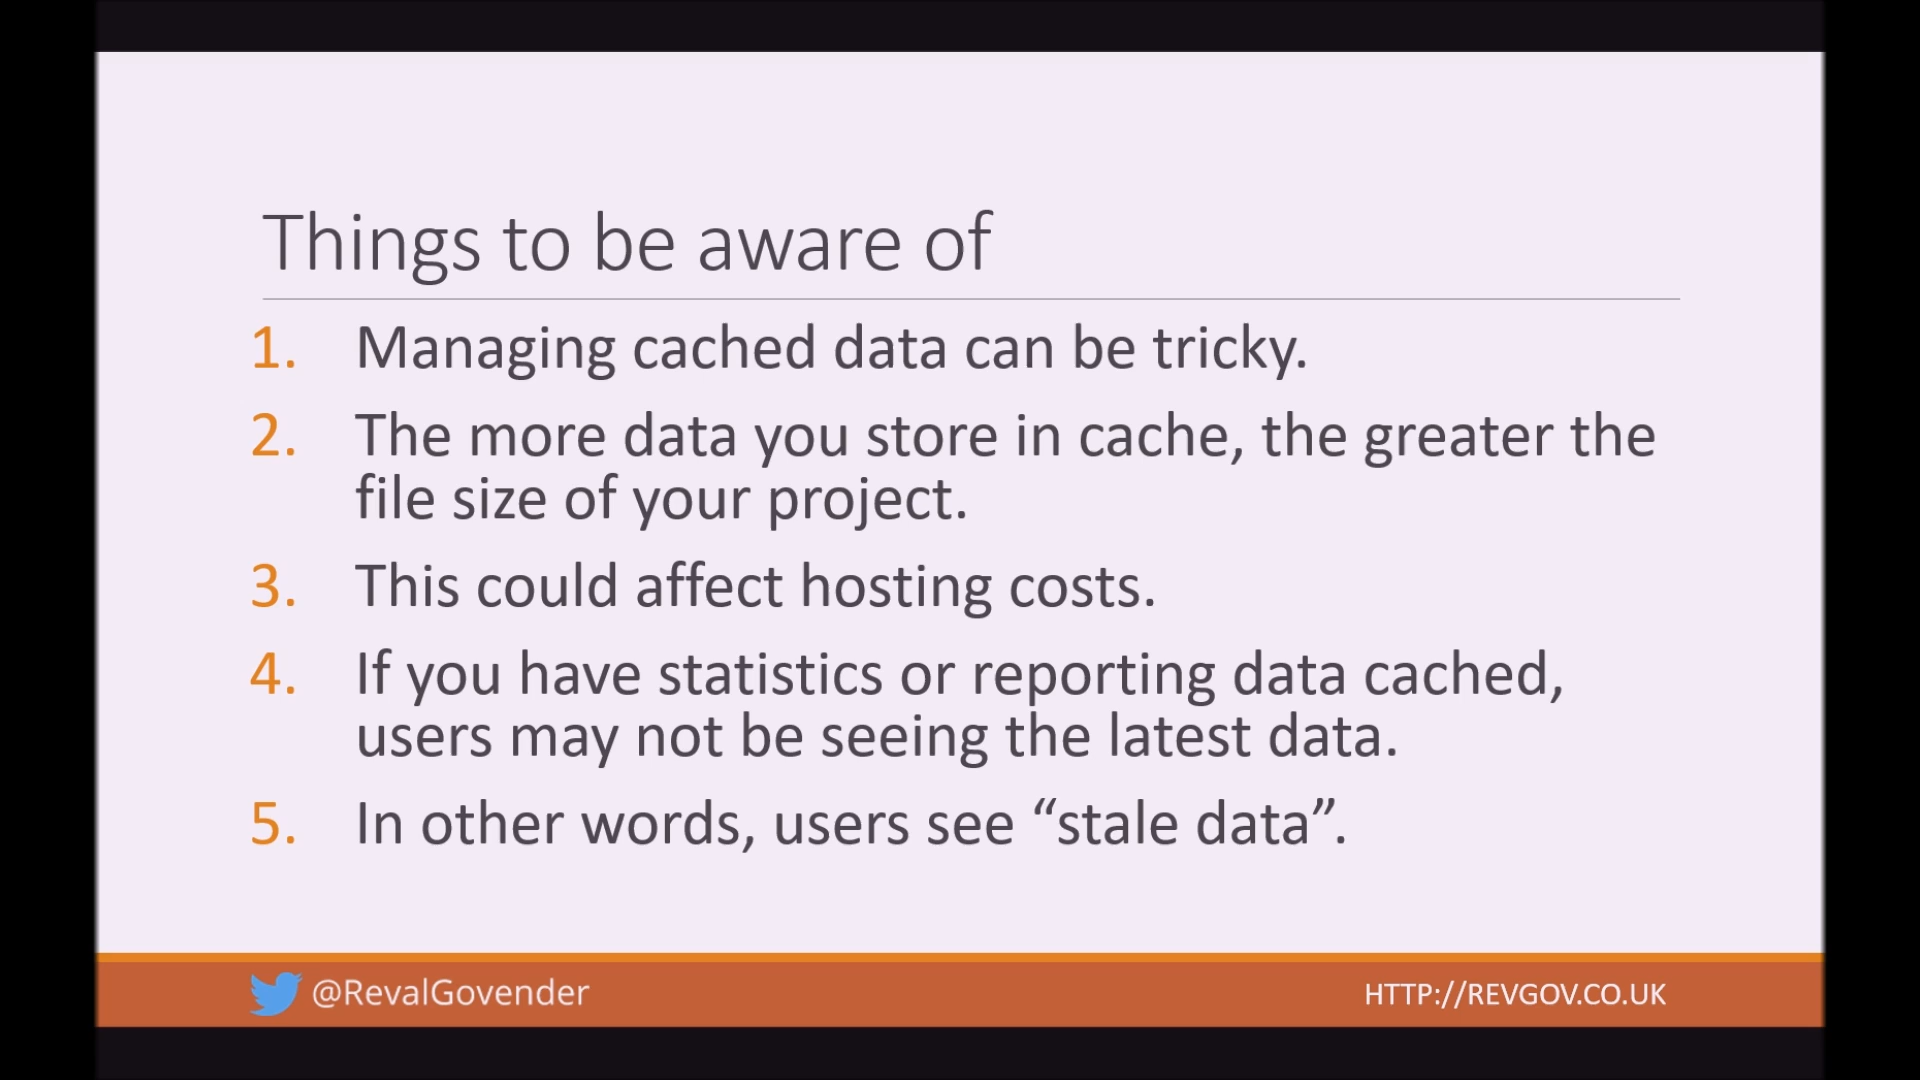 Things to be aware of
1. Managing cached data can be tricky.
2. The more data you store in cache, the greater the
file size of your project.
3. This could affect hosting costs.
4. If you have statistics or reporting data cached,
users may not be seeing the latest data.
5. In other words, users see “stale data”.
@RevalGovender
HTTP://REVGOV.CO.UK